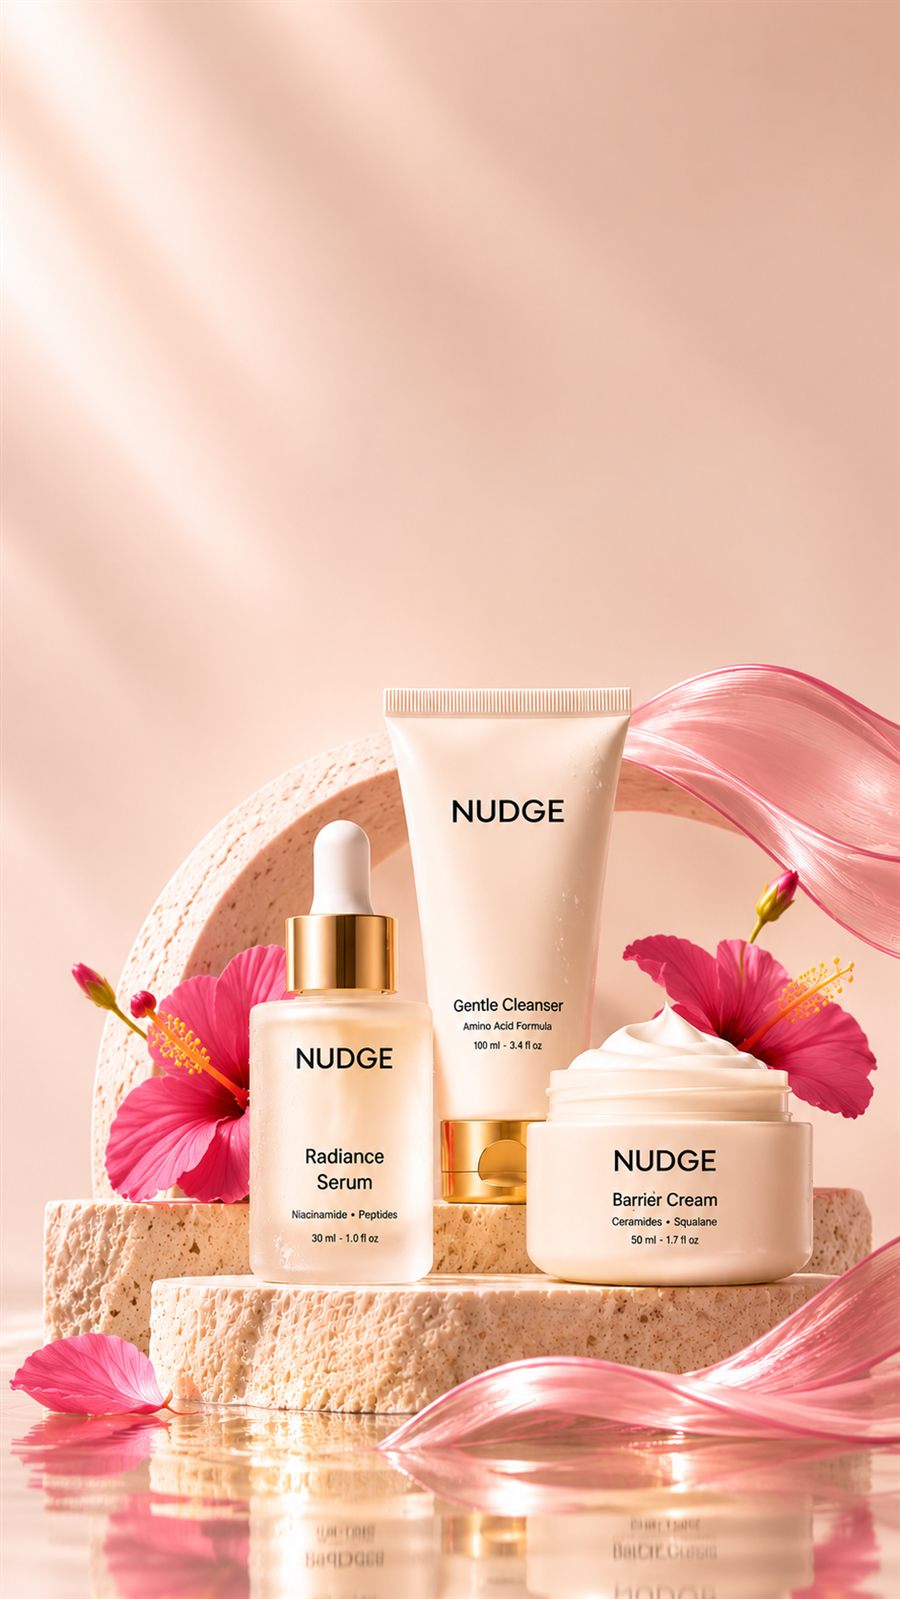 NUDGE
Gentle Cleanser
Amino Acid Formula
100 ml - 3.4 fl oz
NUDGE
Radiance
Serum
Niacinamide • Peptides
30 ml - 1.0 fl oz
NUDGE
Barrier Cream
Ceramides • Squalane
50 ml - 1.7 fl oz